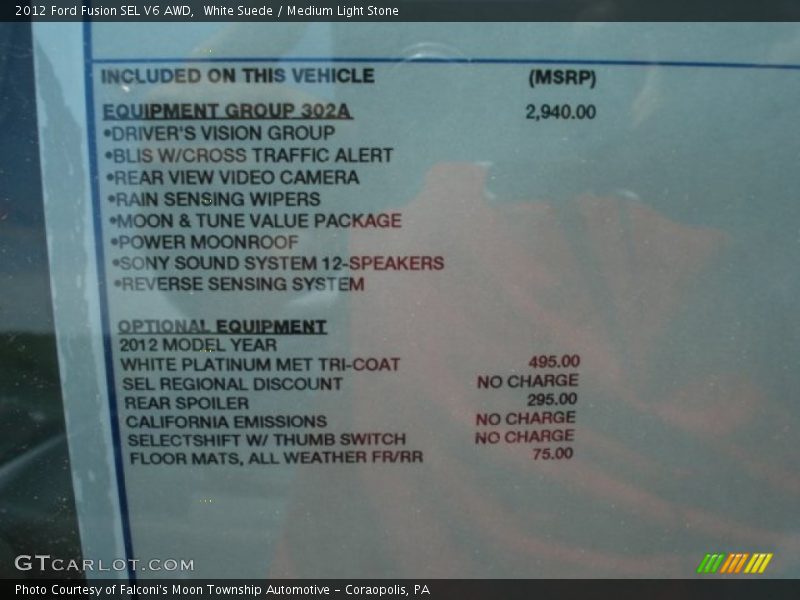 2012 Ford Fusion SEL V6 AWD, White Suede / Medium Light Stone
INCLUDED ON THIS VEHICLE (MSRP)
EQUIPMENT GROUP 302A 2,940.00
•DRIVER'S VISION GROUP
•BLIS W/CROSS TRAFFIC ALERT
•REAR VIEW VIDEO CAMERA
•RAIN SENSING WIPERS
•MOON & TUNE VALUE PACKAGE
•POWER MOONROOF
•SONY SOUND SYSTEM 12-SPEAKERS
•REVERSE SENSING SYSTEM
OPTIONAL EQUIPMENT
2012 MODEL YEAR
WHITE PLATINUM MET TRI-COAT 495.00
SEL REGIONAL DISCOUNT NO CHARGE
REAR SPOILER 295.00
CALIFORNIA EMISSIONS NO CHARGE
SELECTSHIFT W/ THUMB SWITCH NO CHARGE
FLOOR MATS, ALL WEATHER FR/RR 75.00
GTCARLOT.COM
Photo Courtesy of Falconi's Moon Township Automotive – Coraopolis, PA